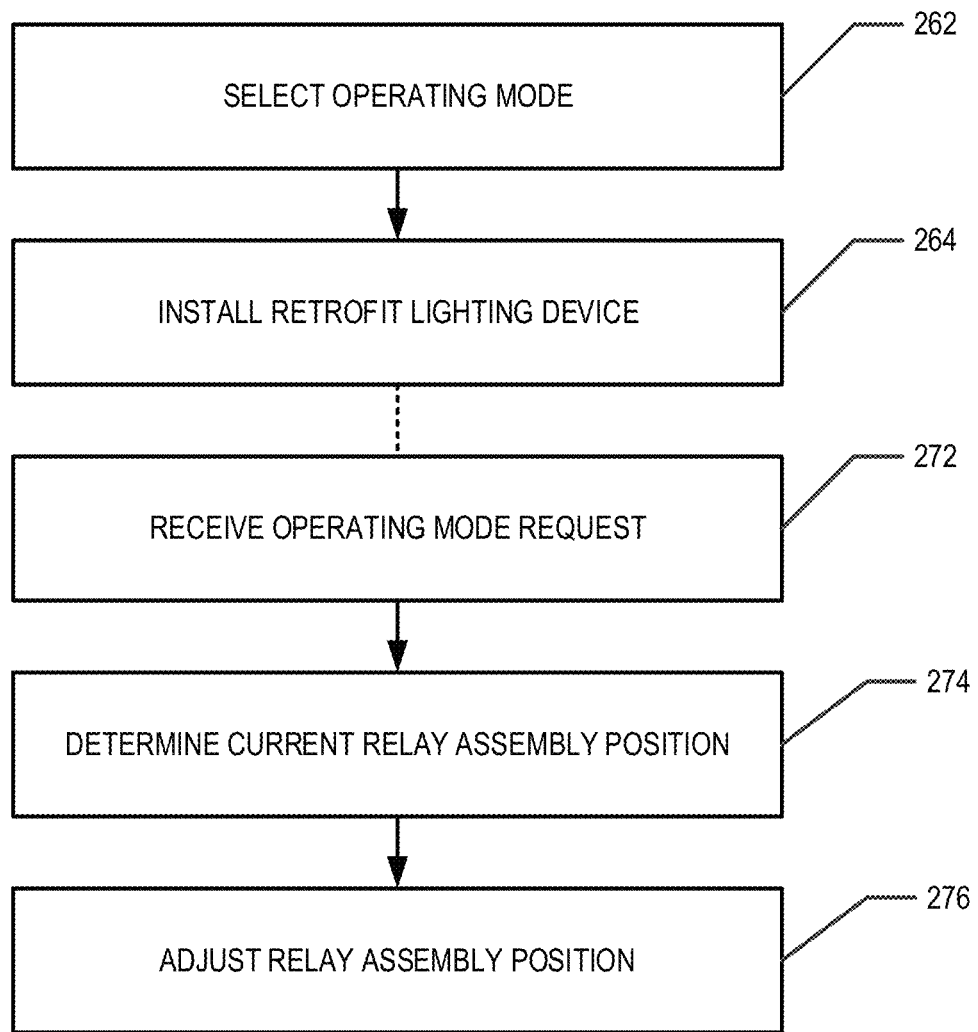 262
SELECT OPERATING MODE
264
INSTALL RETROFIT LIGHTING DEVICE
272
RECEIVE OPERATING MODE REQUEST
274
DETERMINE CURRENT RELAY ASSEMBLY POSITION
276
ADJUST RELAY ASSEMBLY POSITION